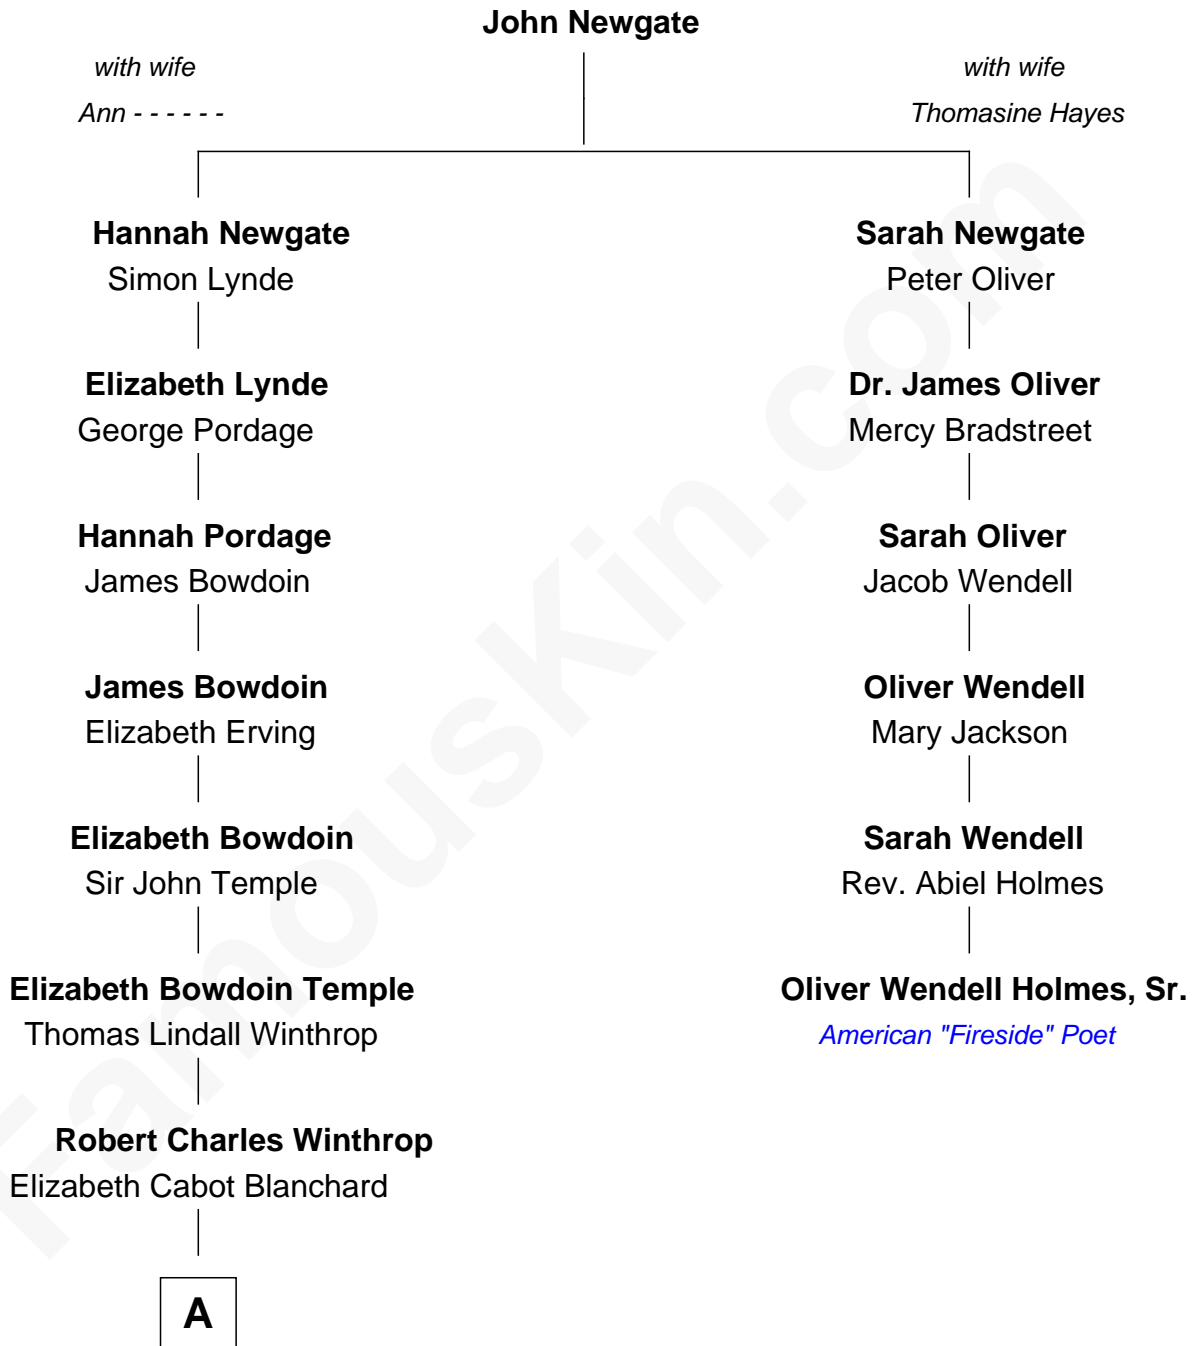 John Newgate
with wife
with wife
Ann - - - - - -
Thomasine Hayes
Hannah Newgate
Sarah Newgate
Simon Lynde
Peter Oliver
Elizabeth Lynde
Dr. James Oliver
George Pordage
Mercy Bradstreet
Hannah Pordage
Sarah Oliver
James Bowdoin
Jacob Wendell
James Bowdoin
Oliver Wendell
Elizabeth Erving
Mary Jackson
Elizabeth Bowdoin
Sarah Wendell
Sir John Temple
Rev. Abiel Holmes
Elizabeth Bowdoin Temple
Oliver Wendell Holmes, Sr.
Thomas Lindall Winthrop
American "Fireside" Poet
Robert Charles Winthrop
Elizabeth Cabot Blanchard
A
FamousKin.com